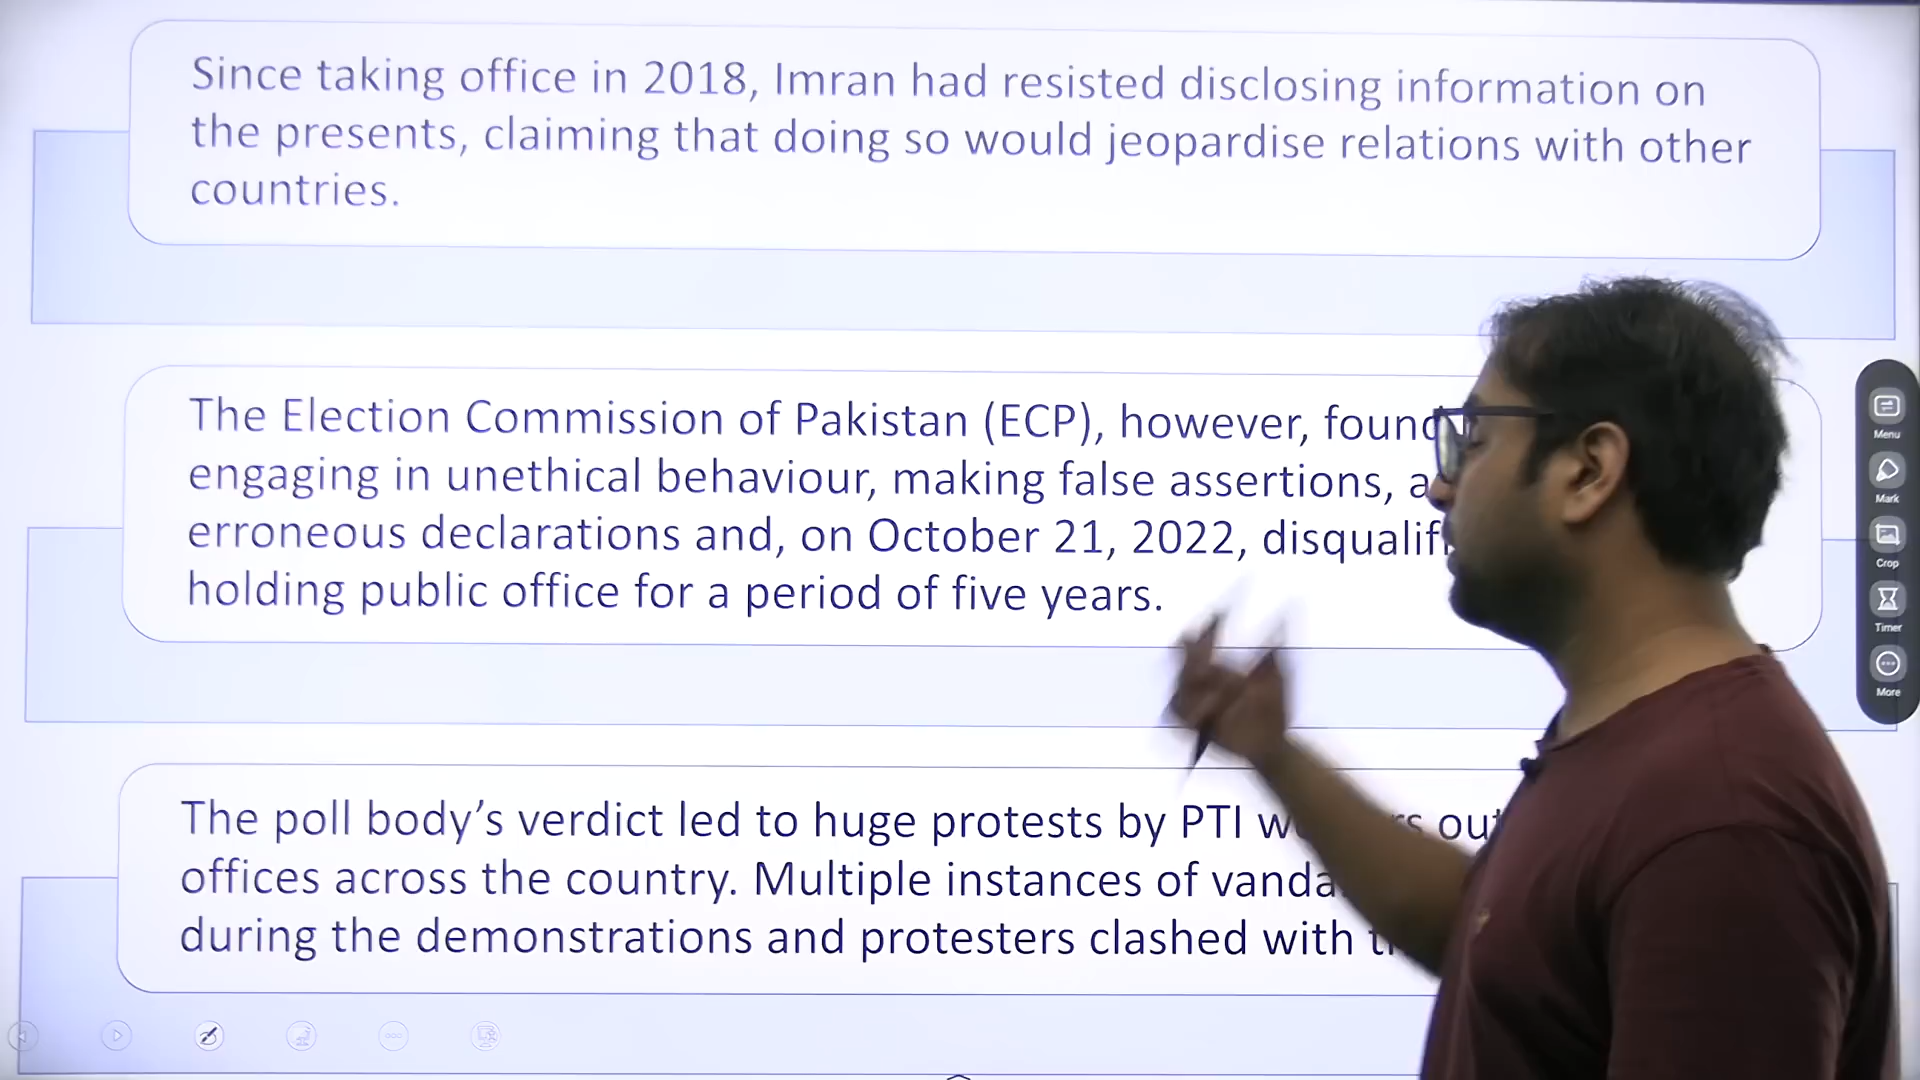 Since taking office in 2018, Imran had resisted disclosing information on
the presents, claiming that doing so would jeopardise relations with other
countries.
The Election Commission of Pakistan (ECP), however, found
engaging in unethical behaviour, making false assertions,
erroneous declarations and, on October 21, 2022,
holding public office for a period of five years.
The poll body's verdict led to huge protests by PTI
offices across the country. Multiple instances of
during the demonstrations and protesters clashed with
Menu
Mark
Crop
Timer
More